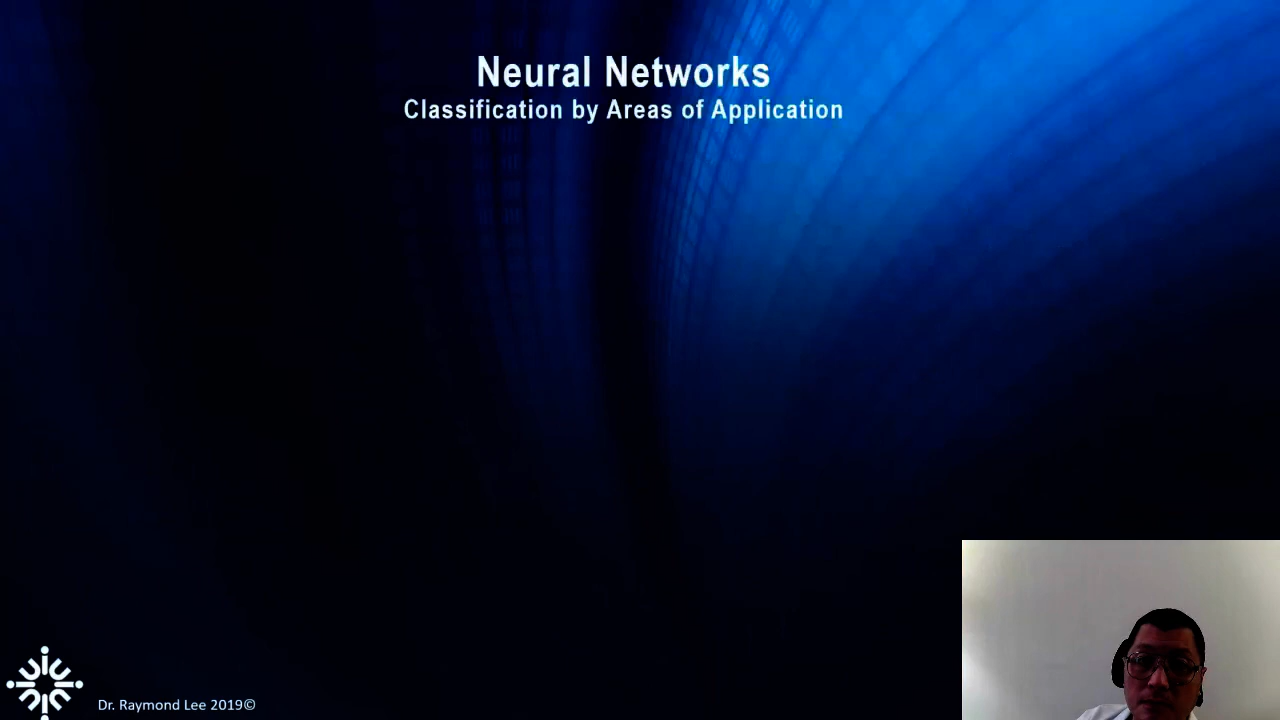 Neural Networks
Classification by Areas of Application
Dr. Raymond Lee 2019©